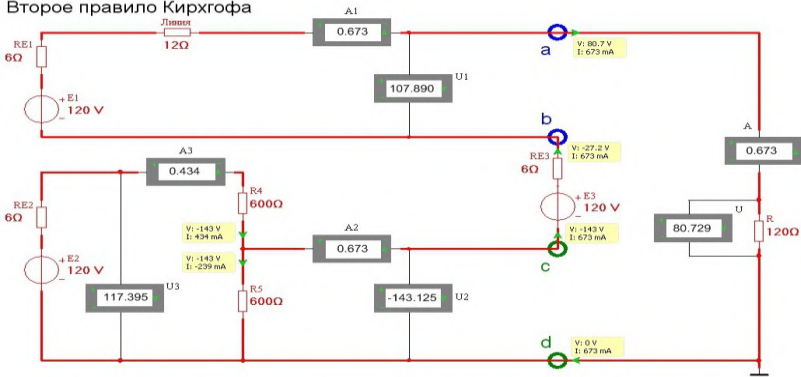 Второе правило Кирхгофа
Линия
12Ω
A1
0.673
RE1
6Ω
E1
120 V
107.890
U1
a
V: 80.7 V
I: 673 mA
b
V: -27.2 V
I: 673 mA
RE3
6Ω
E3
120 V
V: -143 V
I: 673 mA
c
A
0.673
U
80.729
R
120Ω
A3
0.434
R4
600Ω
RE2
6Ω
V: -143 V
I: 434 mA
V: -143 V
I: -239 mA
A2
0.673
E2
120 V
117.395
U3
R5
600Ω
-143.125
U2
d
V: 0 V
I: 673 mA